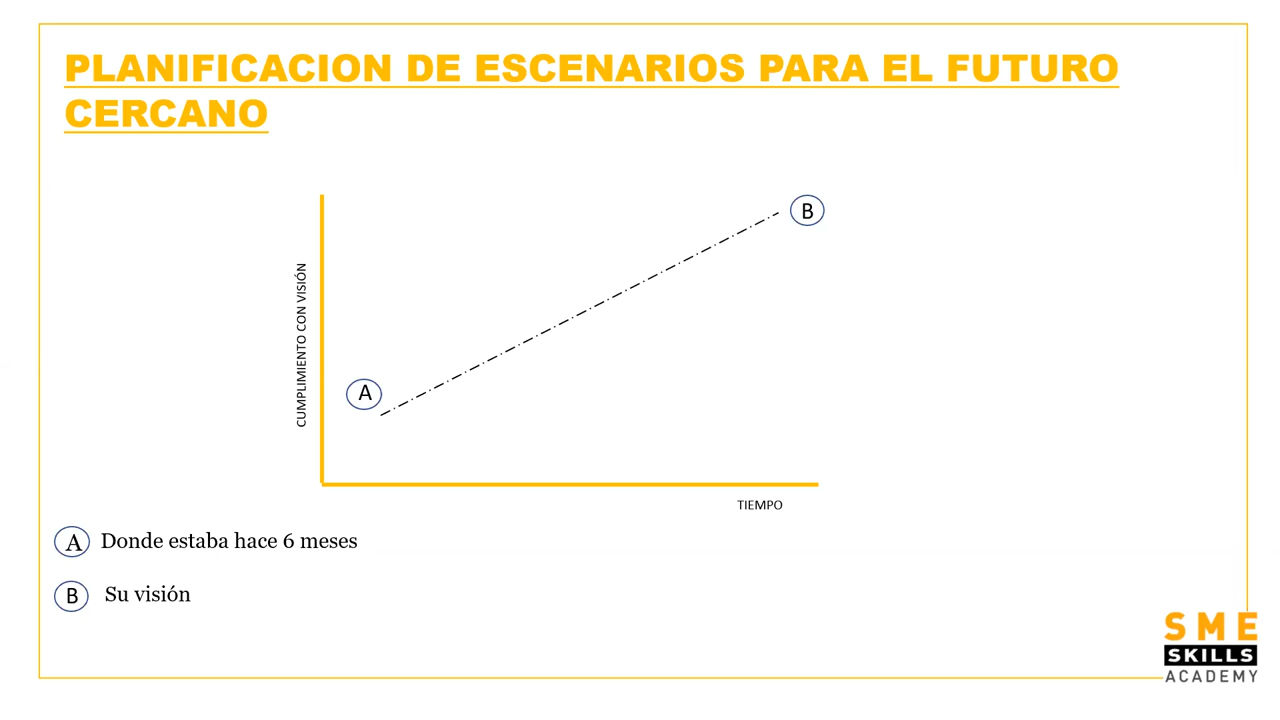 PLANIFICACION DE ESCENARIOS PARA EL FUTURO
CERCANO
B
CUMPLIMIENTO CON VISIÓN
A
TIEMPO
A Donde estaba hace 6 meses
B Su visión
SME
SKILLS
ACADEMY